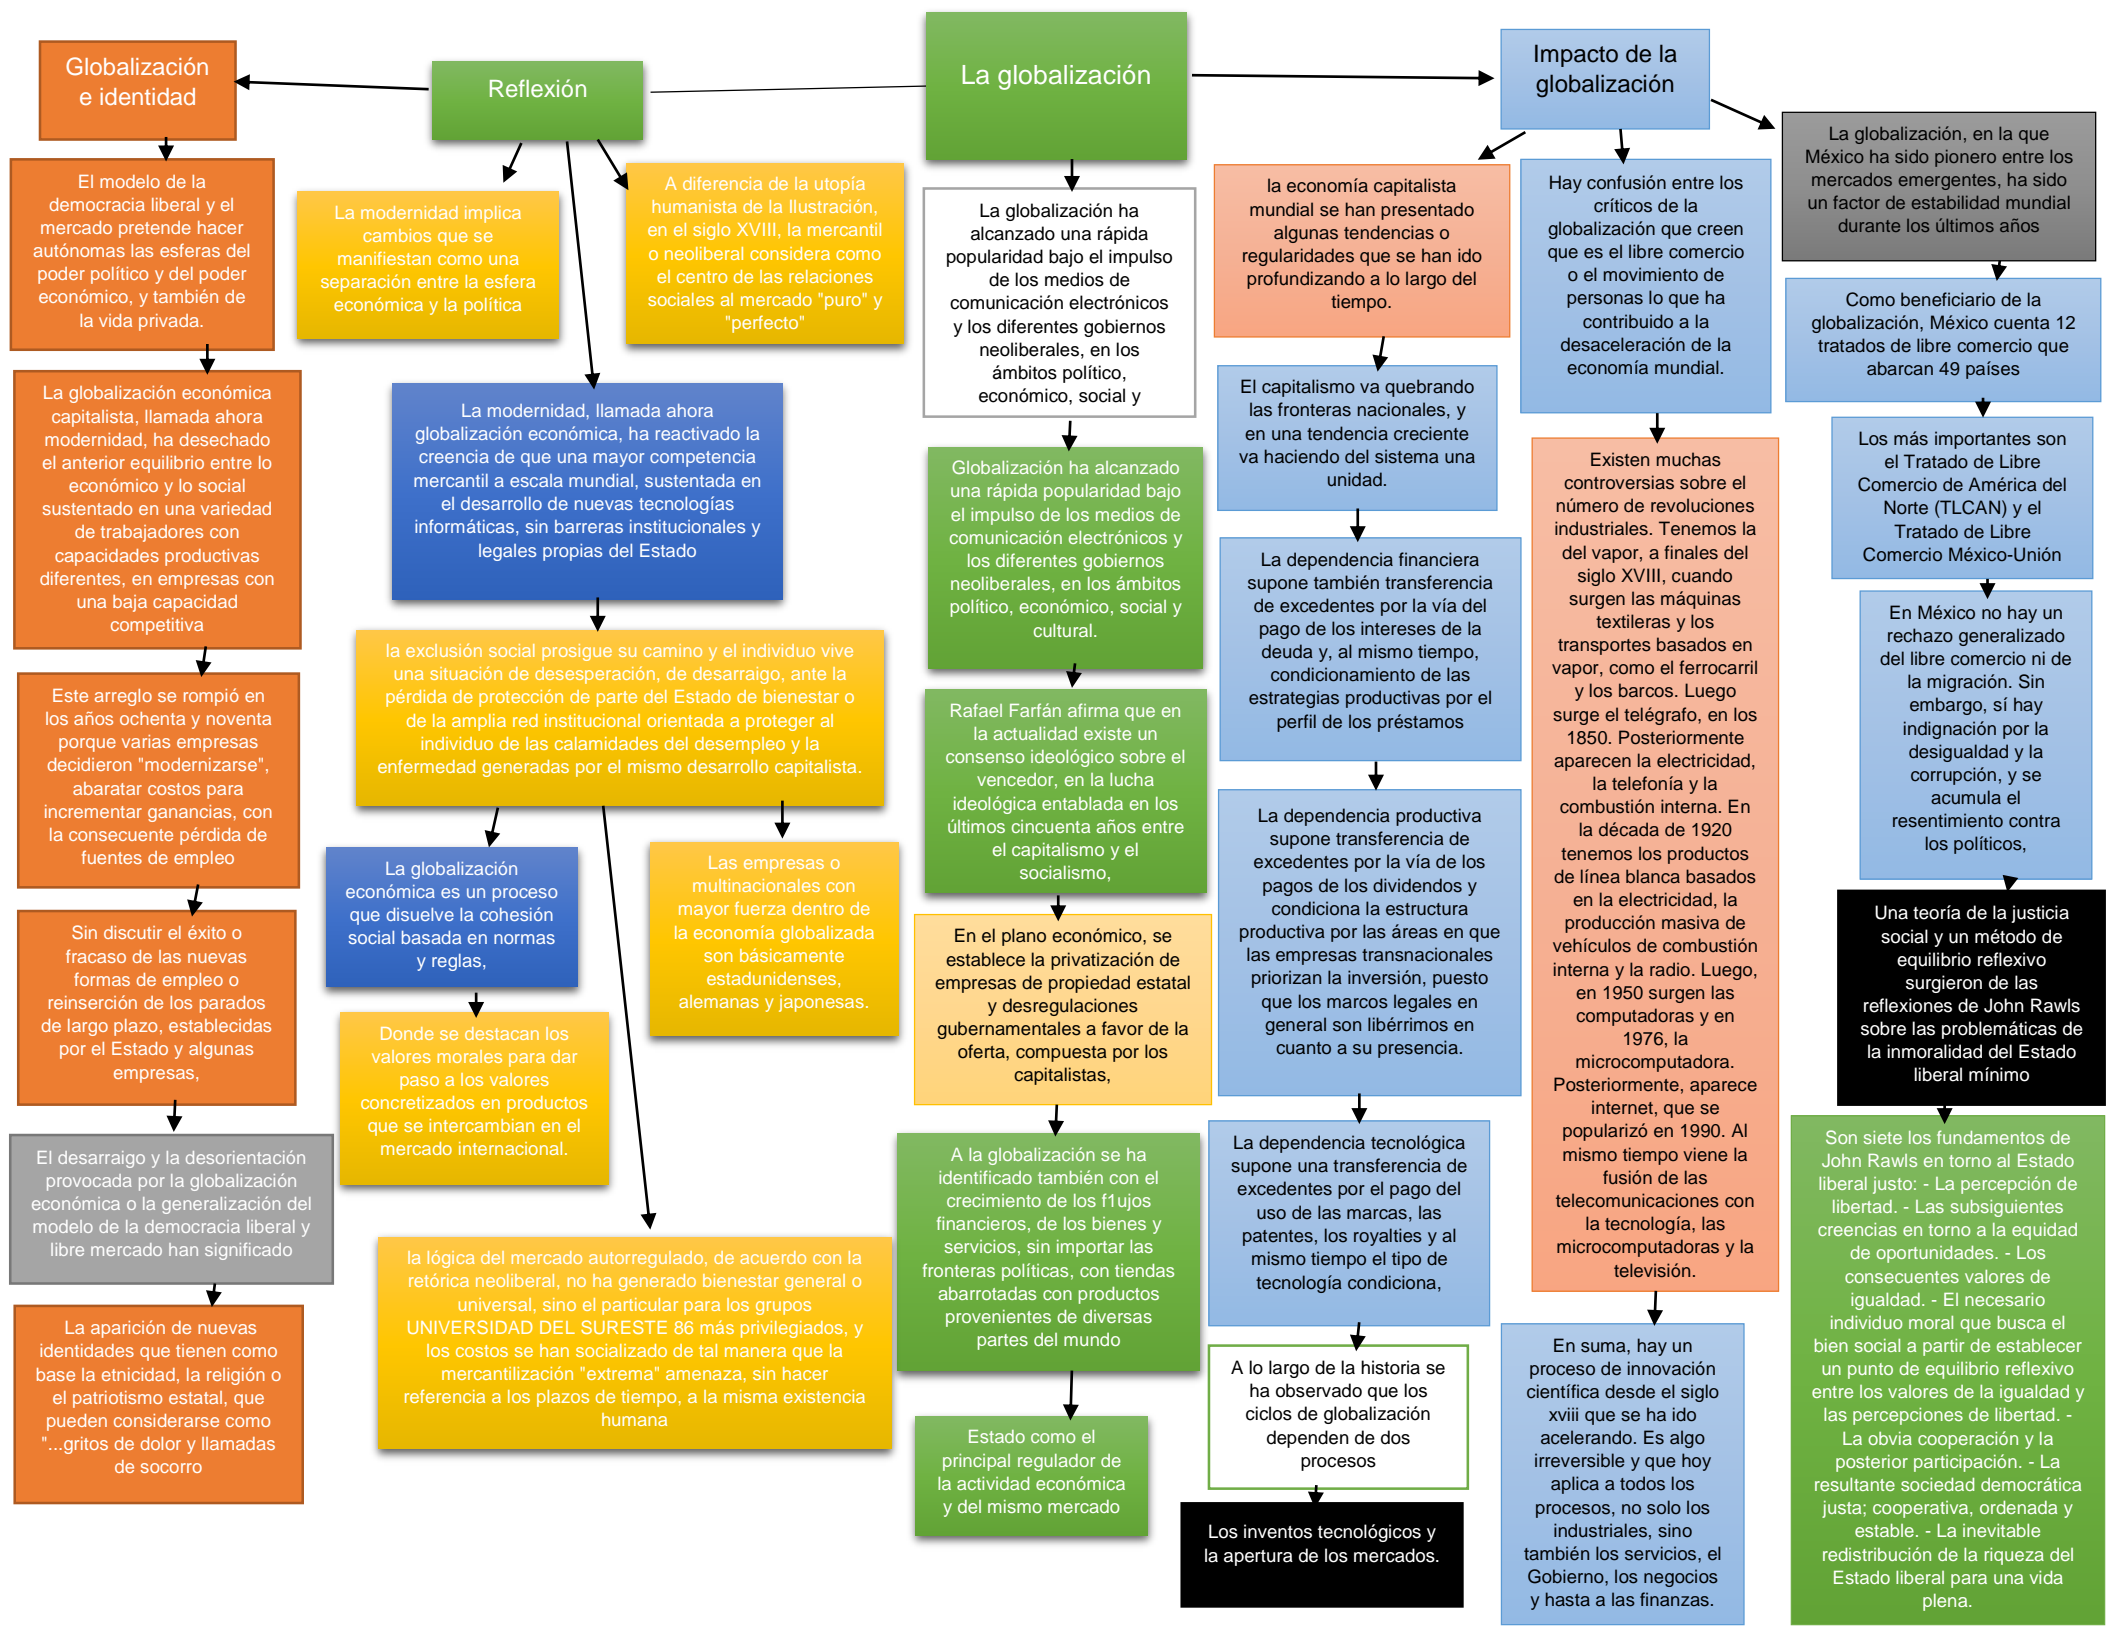 Globalización
e identidad
Reflexión
La globalización
Impacto de la
globalización
El modelo de la
democracia liberal y el
mercado pretende hacer
autónomas las esferas del
poder político y del poder
económico, y también de
la vida privada.
La globalización económica
capitalista, llamada ahora
modernidad, ha desechado
el anterior equilibrio entre lo
económico y lo social
sustentado en una variedad
de trabajadores con
capacidades productivas
diferentes, en empresas con
una baja capacidad
competitiva
Este arreglo se rompió en
los años ochenta y noventa
porque varias empresas
decidieron "modernizarse",
abaratar costos para
incrementar ganancias, con
la consecuente pérdida de
fuentes de empleo
Sin discutir el éxito o
fracaso de las nuevas
formas de empleo o
reinserción de los parados
de largo plazo, establecidas
por el Estado y algunas
empresas,
El desarraigo y la desorientación
provocada por la globalización
económica o la generalización del
modelo de la democracia liberal y
libre mercado han significado
La aparición de nuevas
identidades que tienen como
base la etnicidad, la religión o
el patriotismo estatal, que
pueden considerarse como
"...gritos de dolor y llamadas
de socorro
La modernidad implica
cambios que se
manifiestan como una
separación entre la esfera
económica y la política
A diferencia de la utopía
humanista de la Ilustración,
en el siglo XVIII, la mercantil
o neoliberal considera como
el centro de las relaciones
sociales al mercado "puro" y
"perfecto"
La modernidad, llamada ahora
globalización económica, ha reactivado la
creencia de que una mayor competencia
mercantil a escala mundial, sustentada en
el desarrollo de nuevas tecnologías
informáticas, sin barreras institucionales y
legales propias del Estado
la exclusión social prosigue su camino y el individuo vive
una situación de desesperación, de desarraigo, ante la
pérdida de protección de parte del Estado de bienestar o
de la amplia red institucional orientada a proteger al
individuo de las calamidades del desempleo y la
enfermedad generadas por el mismo desarrollo capitalista.
La globalización
económica es un proceso
que disuelve la cohesión
social basada en normas
y reglas,
Las empresas o
multinacionales con
mayor fuerza dentro de
la economía globalizada
son básicamente
estadunidenses,
alemanas y japonesas.
Donde se destacan los
valores morales para dar
paso a los valores
concretizados en productos
que se intercambian en el
mercado internacional.
la lógica del mercado autorregulado, de acuerdo con la
retórica neoliberal, no ha generado bienestar general o
universal, sino el particular para los grupos
UNIVERSIDAD DEL SURESTE 86 más privilegiados, y
los costos se han socializado de tal manera que la
mercantilización "extrema" amenaza, sin hacer
referencia a los plazos de tiempo, a la misma existencia
humana
La globalización ha
alcanzado una rápida
popularidad bajo el impulso
de los medios de
comunicación electrónicos
y los diferentes gobiernos
neoliberales, en los
ámbitos político,
económico, social y
Globalización ha alcanzado
una rápida popularidad bajo
el impulso de los medios de
comunicación electrónicos y
los diferentes gobiernos
neoliberales, en los ámbitos
político, económico, social y
cultural.
Rafael Farfán afirma que en
la actualidad existe un
consenso ideológico sobre el
vencedor, en la lucha
ideológica entablada en los
últimos cincuenta años entre
el capitalismo y el
socialismo,
En el plano económico, se
establece la privatización de
empresas de propiedad estatal
y desregulaciones
gubernamentales a favor de la
oferta, compuesta por los
capitalistas,
A la globalización se ha
identificado también con el
crecimiento de los f1ujos
financieros, de los bienes y
servicios, sin importar las
fronteras políticas, con tiendas
abarrotadas con productos
provenientes de diversas
partes del mundo
Estado como el
principal regulador de
la actividad económica
y del mismo mercado
la economía capitalista
mundial se han presentado
algunas tendencias o
regularidades que se han ido
profundizando a lo largo del
tiempo.
El capitalismo va quebrando
las fronteras nacionales, y
en una tendencia creciente
va haciendo del sistema una
unidad.
La dependencia financiera
supone también transferencia
de excedentes por la vía del
pago de los intereses de la
deuda y, al mismo tiempo,
condicionamiento de las
estrategias productivas por el
perfil de los préstamos
La dependencia productiva
supone transferencia de
excedentes por la vía de los
pagos de los dividendos y
condiciona la estructura
productiva por las áreas en que
las empresas transnacionales
priorizan la inversión, puesto
que los marcos legales en
general son libérrimos en
cuanto a su presencia.
La dependencia tecnológica
supone una transferencia de
excedentes por el pago del
uso de las marcas, las
patentes, los royalties y al
mismo tiempo el tipo de
tecnología condiciona,
A lo largo de la historia se
ha observado que los
ciclos de globalización
dependen de dos
procesos
Los inventos tecnológicos y
la apertura de los mercados.
Hay confusión entre los
críticos de la
globalización que creen
que es el libre comercio
o el movimiento de
personas lo que ha
contribuido a la
desaceleración de la
economía mundial.
Existen muchas
controversias sobre el
número de revoluciones
industriales. Tenemos la
del vapor, a finales del
siglo XVIII, cuando
surgen las máquinas
textileras y los
transportes basados en
vapor, como el ferrocarril
y los barcos. Luego
surge el telégrafo, en los
1850. Posteriormente
aparecen la electricidad,
la telefonía y la
combustión interna. En
la década de 1920
tenemos los productos
de línea blanca basados
en la electricidad, la
producción masiva de
vehículos de combustión
interna y la radio. Luego,
en 1950 surgen las
computadoras y en
1976, la
microcomputadora.
Posteriormente, aparece
internet, que se
popularizó en 1990. Al
mismo tiempo viene la
fusión de las
telecomunicaciones con
la tecnología, las
microcomputadoras y la
televisión.
En suma, hay un
proceso de innovación
científica desde el siglo
xviii que se ha ido
acelerando. Es algo
irreversible y que hoy
aplica a todos los
procesos, no solo los
industriales, sino
también los servicios, el
Gobierno, los negocios
y hasta a las finanzas.
La globalización, en la que
México ha sido pionero entre los
mercados emergentes, ha sido
un factor de estabilidad mundial
durante los últimos años
Como beneficiario de la
globalización, México cuenta 12
tratados de libre comercio que
abarcan 49 países
Los más importantes son
el Tratado de Libre
Comercio de América del
Norte (TLCAN) y el
Tratado de Libre
Comercio México-Unión
En México no hay un
rechazo generalizado
del libre comercio ni de
la migración. Sin
embargo, sí hay
indignación por la
desigualdad y la
corrupción, y se
acumula el
resentimiento contra
los políticos,
Una teoría de la justicia
social y un método de
equilibrio reflexivo
surgieron de las
reflexiones de John Rawls
sobre las problemáticas de
la inmoralidad del Estado
liberal mínimo
Son siete los fundamentos de
John Rawls en torno al Estado
liberal justo: - La percepción de
libertad. - Las subsiguientes
creencias en torno a la equidad
de oportunidades. - Los
consecuentes valores de
igualdad. - El necesario
individuo moral que busca el
bien social a partir de establecer
un punto de equilibrio reflexivo
entre los valores de la igualdad y
las percepciones de libertad. -
La obvia cooperación y la
posterior participación. - La
resultante sociedad democrática
justa; cooperativa, ordenada y
estable. - La inevitable
redistribución de la riqueza del
Estado liberal para una vida
plena.